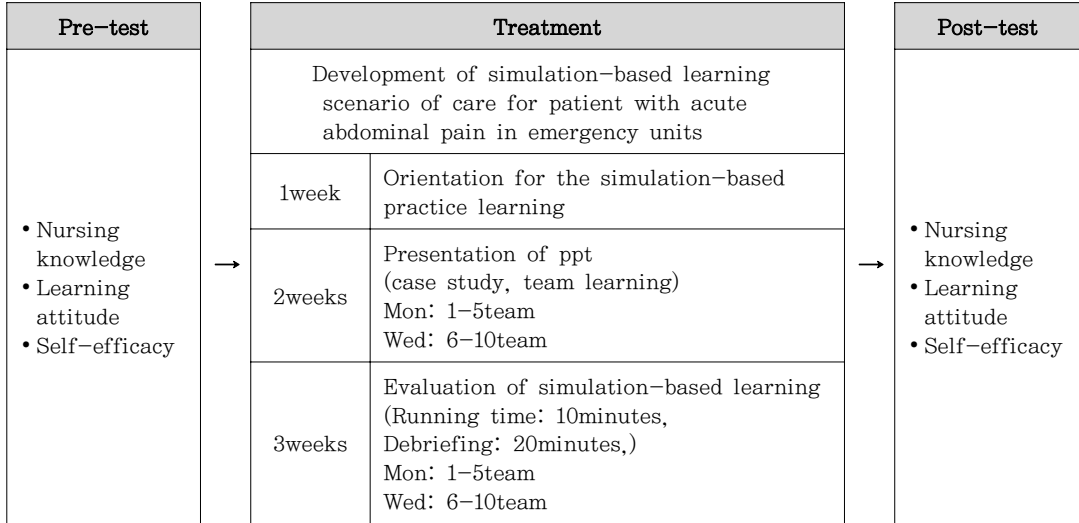 Pre-test
• Nursing
knowledge
• Learning
attitude
• Self-efficacy
→
Treatment
Development of simulation-based learning
scenario of care for patient with acute
abdominal pain in emergency units
1week
Orientation for the simulation-based
practice learning
2weeks
Presentation of ppt
(case study, team learning)
Mon: 1-5team
Wed: 6-10team
3weeks
Evaluation of simulation-based learning
(Running time: 10minutes,
Debriefing: 20minutes,)
Mon: 1-5team
Wed: 6-10team
→
Post-test
• Nursing
knowledge
• Learning
attitude
• Self-efficacy